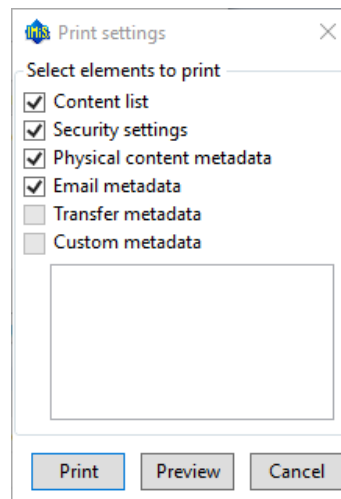 IMiS
Print settings
Select elements to print
Content list
Security settings
Physical content metadata
Email metadata
Transfer metadata
Custom metadata
Print Preview Cancel